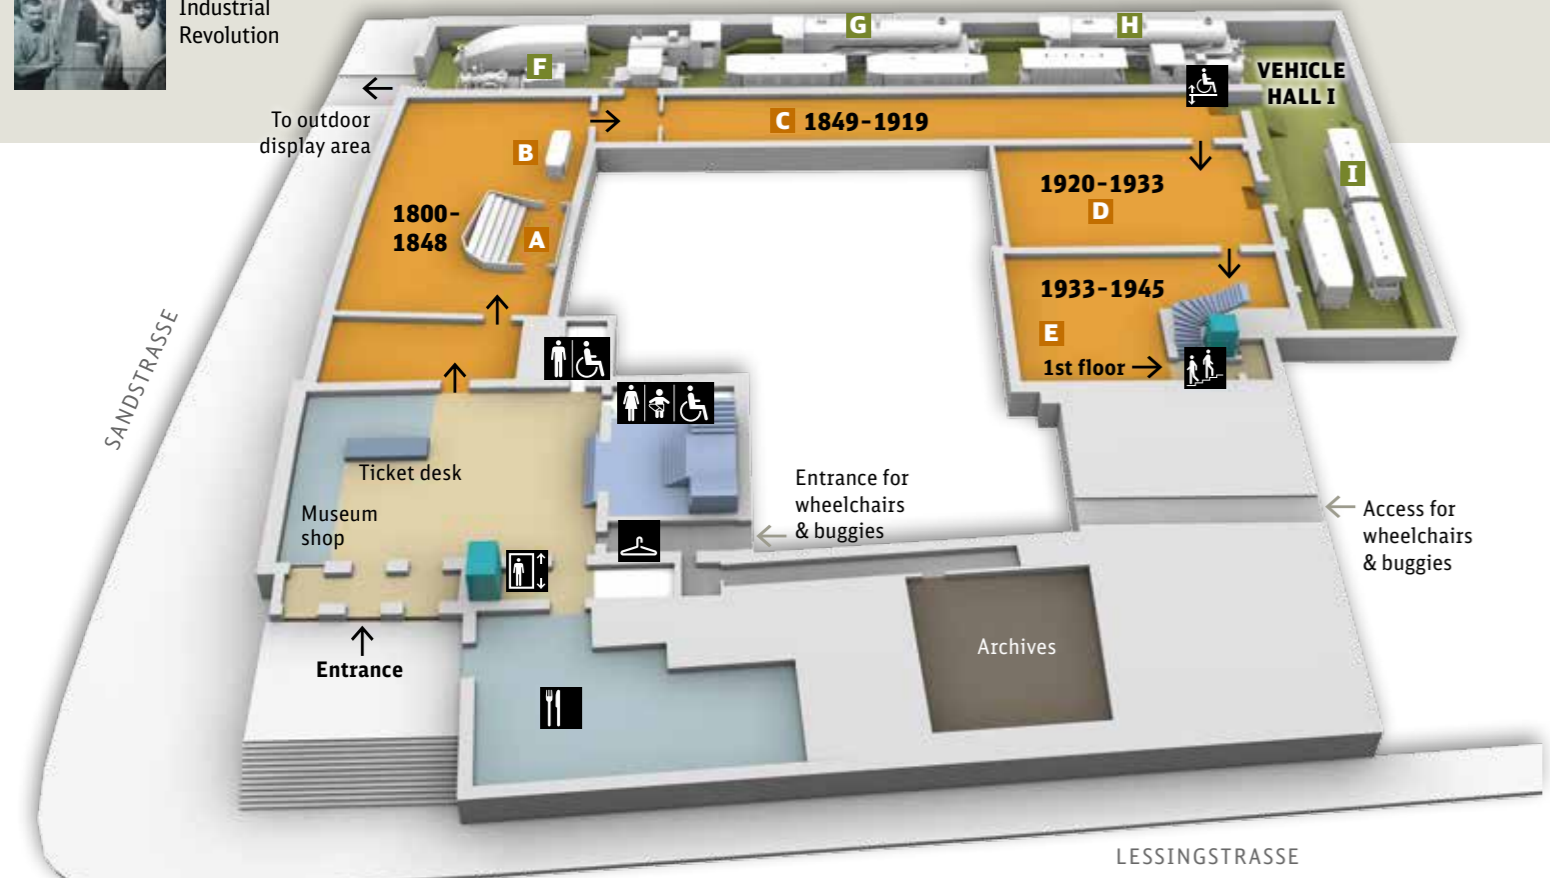 Industrial
Revolution
To outdoor
display area
F
G
H
VEHICLE
HALL I
C 1849-1919
B
1800-
1848
A
1920-1933
D
I
1933-1945
E
1st floor
SANDSTRASSE
Ticket desk
Museum
shop
Entrance for
wheelchairs
& buggies
Access for
wheelchairs
& buggies
Entrance
Archives
LESSINGSTRASSE